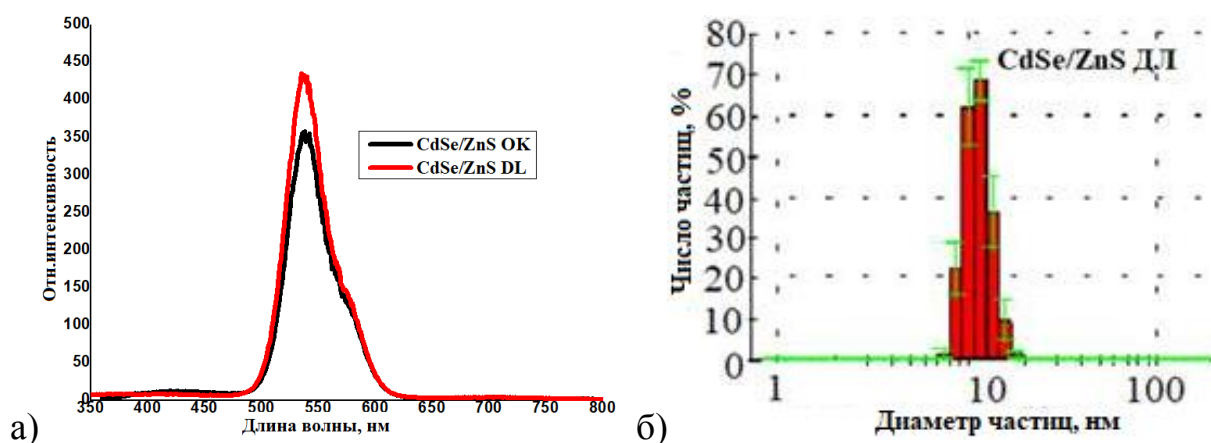 500
450
400
350
300
250
200
150
100
50
0
Отн.интенсивность
CdSe/ZnS OK
CdSe/ZnS DL
350 400 450 500 550 600 650 700 750 800
Длина волны, нм
а)
80
70
60
50
40
30
20
10
0
Число частиц, %
CdSe/ZnS ДЛ
1 10 100
Диаметр частиц, нм
б)